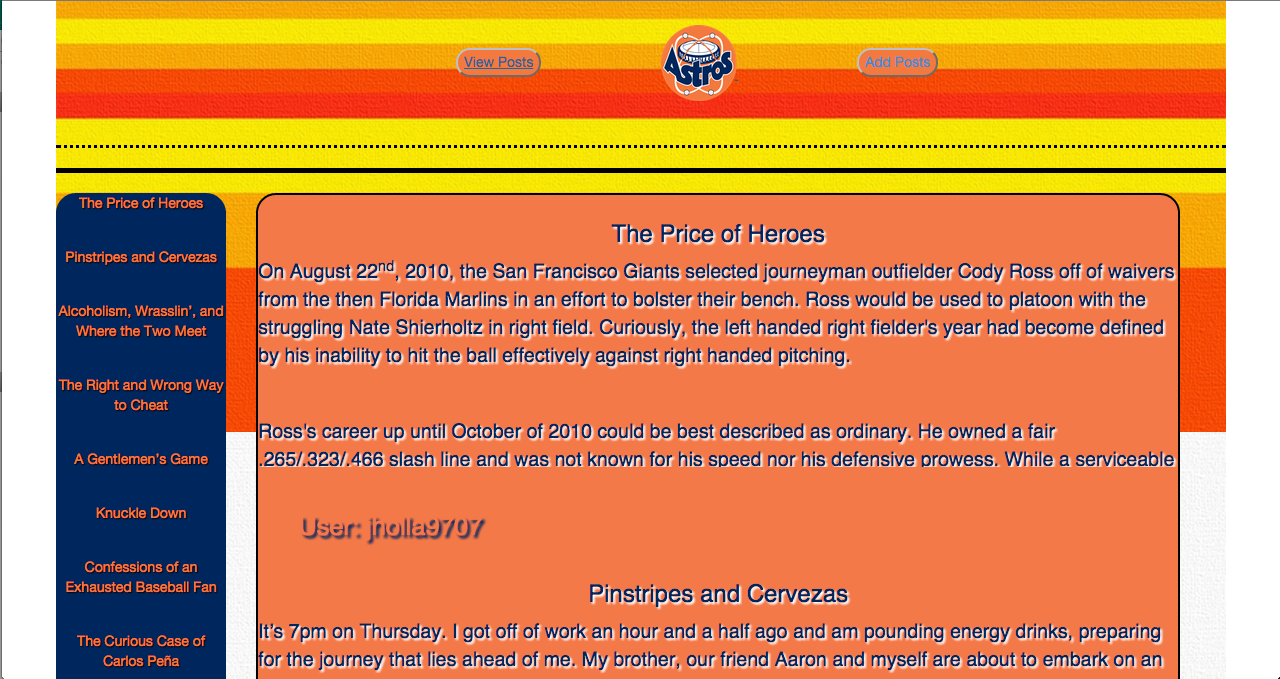 View Posts
Astros
Add Posts
The Price of Heroes
Pinstripes and Cervezas
Alcoholism, Wrasslin’, and
Where the Two Meet
The Right and Wrong Way
to Cheat
A Gentlemen’s Game
Knuckle Down
Confessions of an
Exhausted Baseball Fan
The Curious Case of
Carlos Peña
The Price of Heroes
On August 22nd, 2010, the San Francisco Giants selected journeyman outfielder Cody Ross off of waivers
from the then Florida Marlins in an effort to bolster their bench. Ross would be used to platoon with the
struggling Nate Shierholtz in right field. Curiously, the left handed right fielder's year had become defined
by his inability to hit the ball effectively against right handed pitching.
Ross's career up until October of 2010 could be best described as ordinary. He owned a fair
.265/.323/.466 slash line and was not known for his speed nor his defensive prowess. While a serviceable
User: jholla9707
Pinstripes and Cervezas
It’s 7pm on Thursday. I got off of work an hour and a half ago and am pounding energy drinks, preparing
for the journey that lies ahead of me. My brother, our friend Aaron and myself are about to embark on an